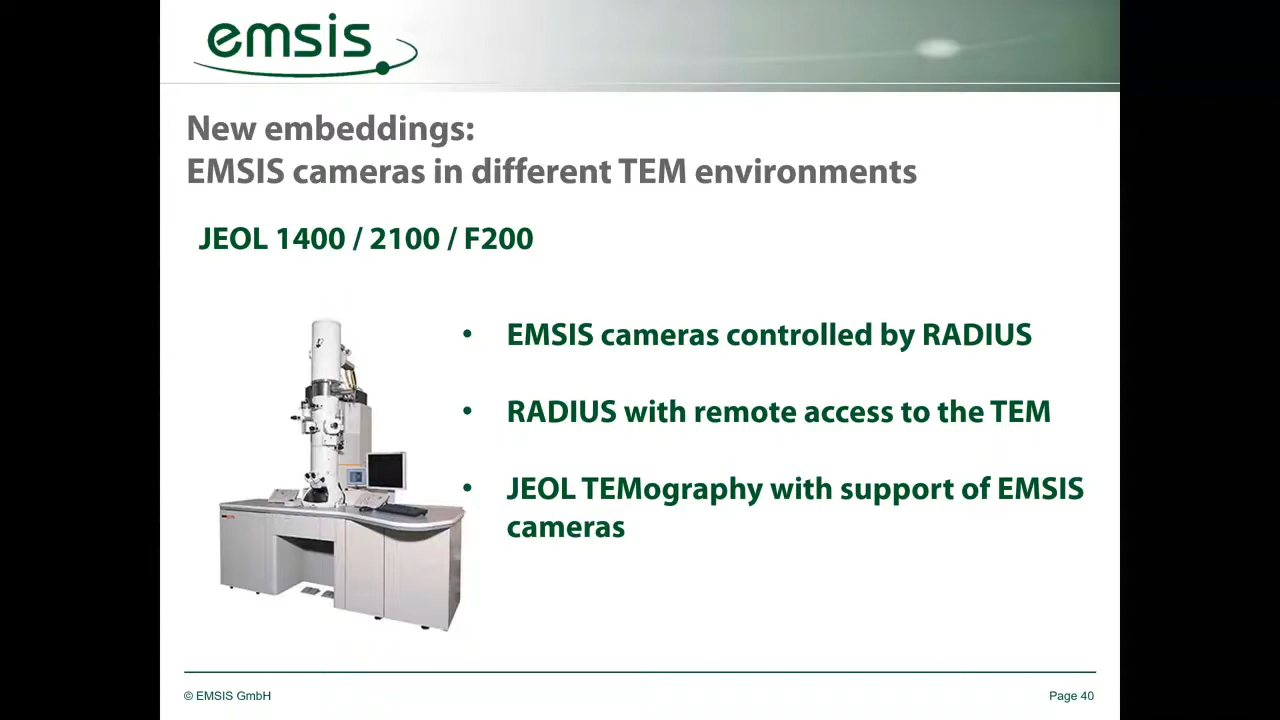 emsis
New embeddings:
EMSIS cameras in different TEM environments
JEOL 1400 / 2100 / F200
• EMSIS cameras controlled by RADIUS
• RADIUS with remote access to the TEM
• JEOL TEMography with support of EMSIS
cameras
© EMSIS GmbH
Page 40